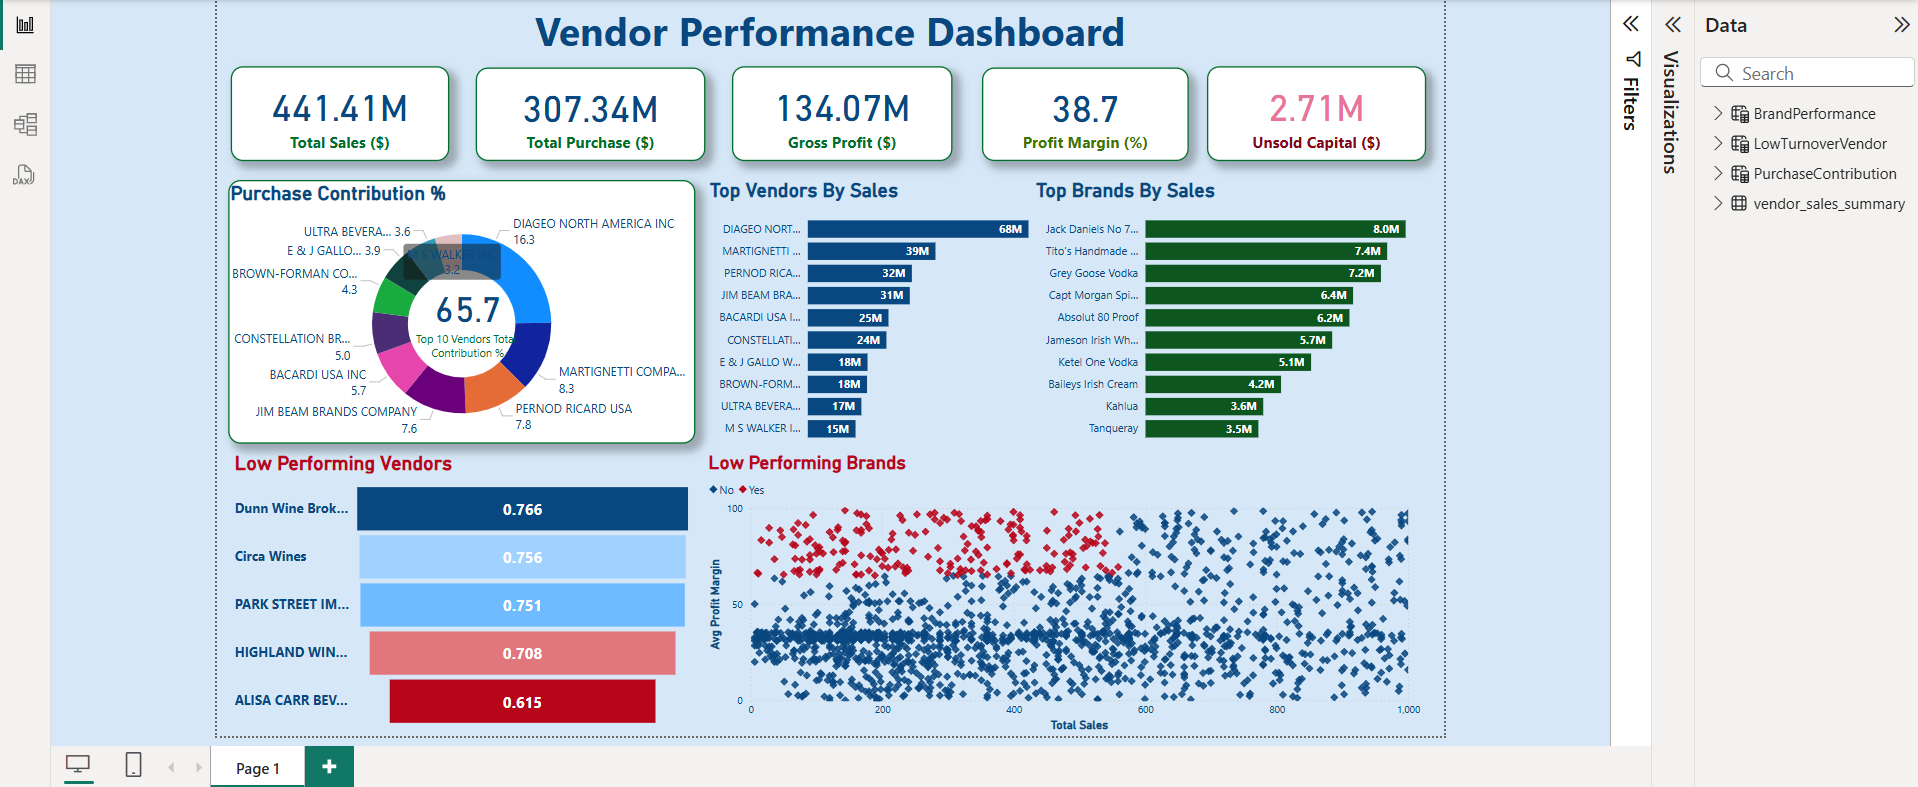 Vendor Performance Dashboard
441.41M
Total Sales ($)
307.34M
Total Purchase ($)
134.07M
Gross Profit ($)
38.7
Profit Margin (%)
2.71M
Unsold Capital ($)
Purchase Contribution %
DIAGEO NORTH AMERICA INC
16.3
MARTIGNETTI COMPA...
8.3
PERNOD RICARD USA
7.8
JIM BEAM BRANDS COMPANY
7.6
BACARDI USA INC
5.7
CONSTELLATION BR...
5.0
BROWN-FORMAN CO...
4.3
E & J GALLO... 3.9
ULTRA BEVERA... 3.6
M S WALKER INC
3.2
65.7
Top 10 Vendors Tota
Contribution %
Top Vendors By Sales
DIAGEO NORT... 68M
MARTIGNETTI ... 39M
PERNOD RICA... 32M
JIM BEAM BRA... 31M
BACARDI USA I... 25M
CONSTELLATI... 24M
E & J GALLO W... 18M
BROWN-FORM... 18M
ULTRA BEVERA... 17M
M S WALKER I... 15M
Top Brands By Sales
Jack Daniels No 7... 8.0M
Tito's Handmade ... 7.4M
Grey Goose Vodka 7.2M
Capt Morgan Spi... 6.4M
Absolut 80 Proof 6.2M
Jameson Irish Wh... 5.7M
Ketel One Vodka 5.1M
Baileys Irish Cream 4.2M
Kahlua 3.6M
Tanqueray 3.5M
Low Performing Vendors
Dunn Wine Brok... 0.766
Circa Wines 0.756
PARK STREET IM... 0.751
HIGHLAND WIN... 0.708
ALISA CARR BEV... 0.615
Low Performing Brands
No Yes
100
50
0
Avg Profit Margin
0 200 400 600 800 1,000
Total Sales
Page 1
+
Filters
Visualizations
Data
Search
BrandPerformance
LowTurnoverVendor
PurchaseContribution
vendor_sales_summary
DAX